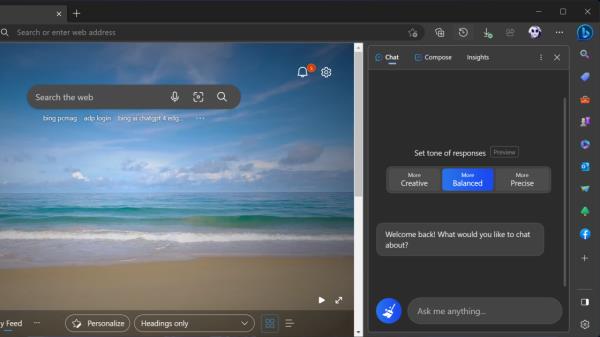 Search or enter web address
Chat
Compose
Insights
5
Search the web
bing pcmag
adp login
bing ai chatgpt 4 edg...
Set tone of responses
Preview
More
Creative
More
Balanced
More
Precise
Welcome back! What would you like to chat
about?
Ask me anything...
y Feed
Personalize
Headings only